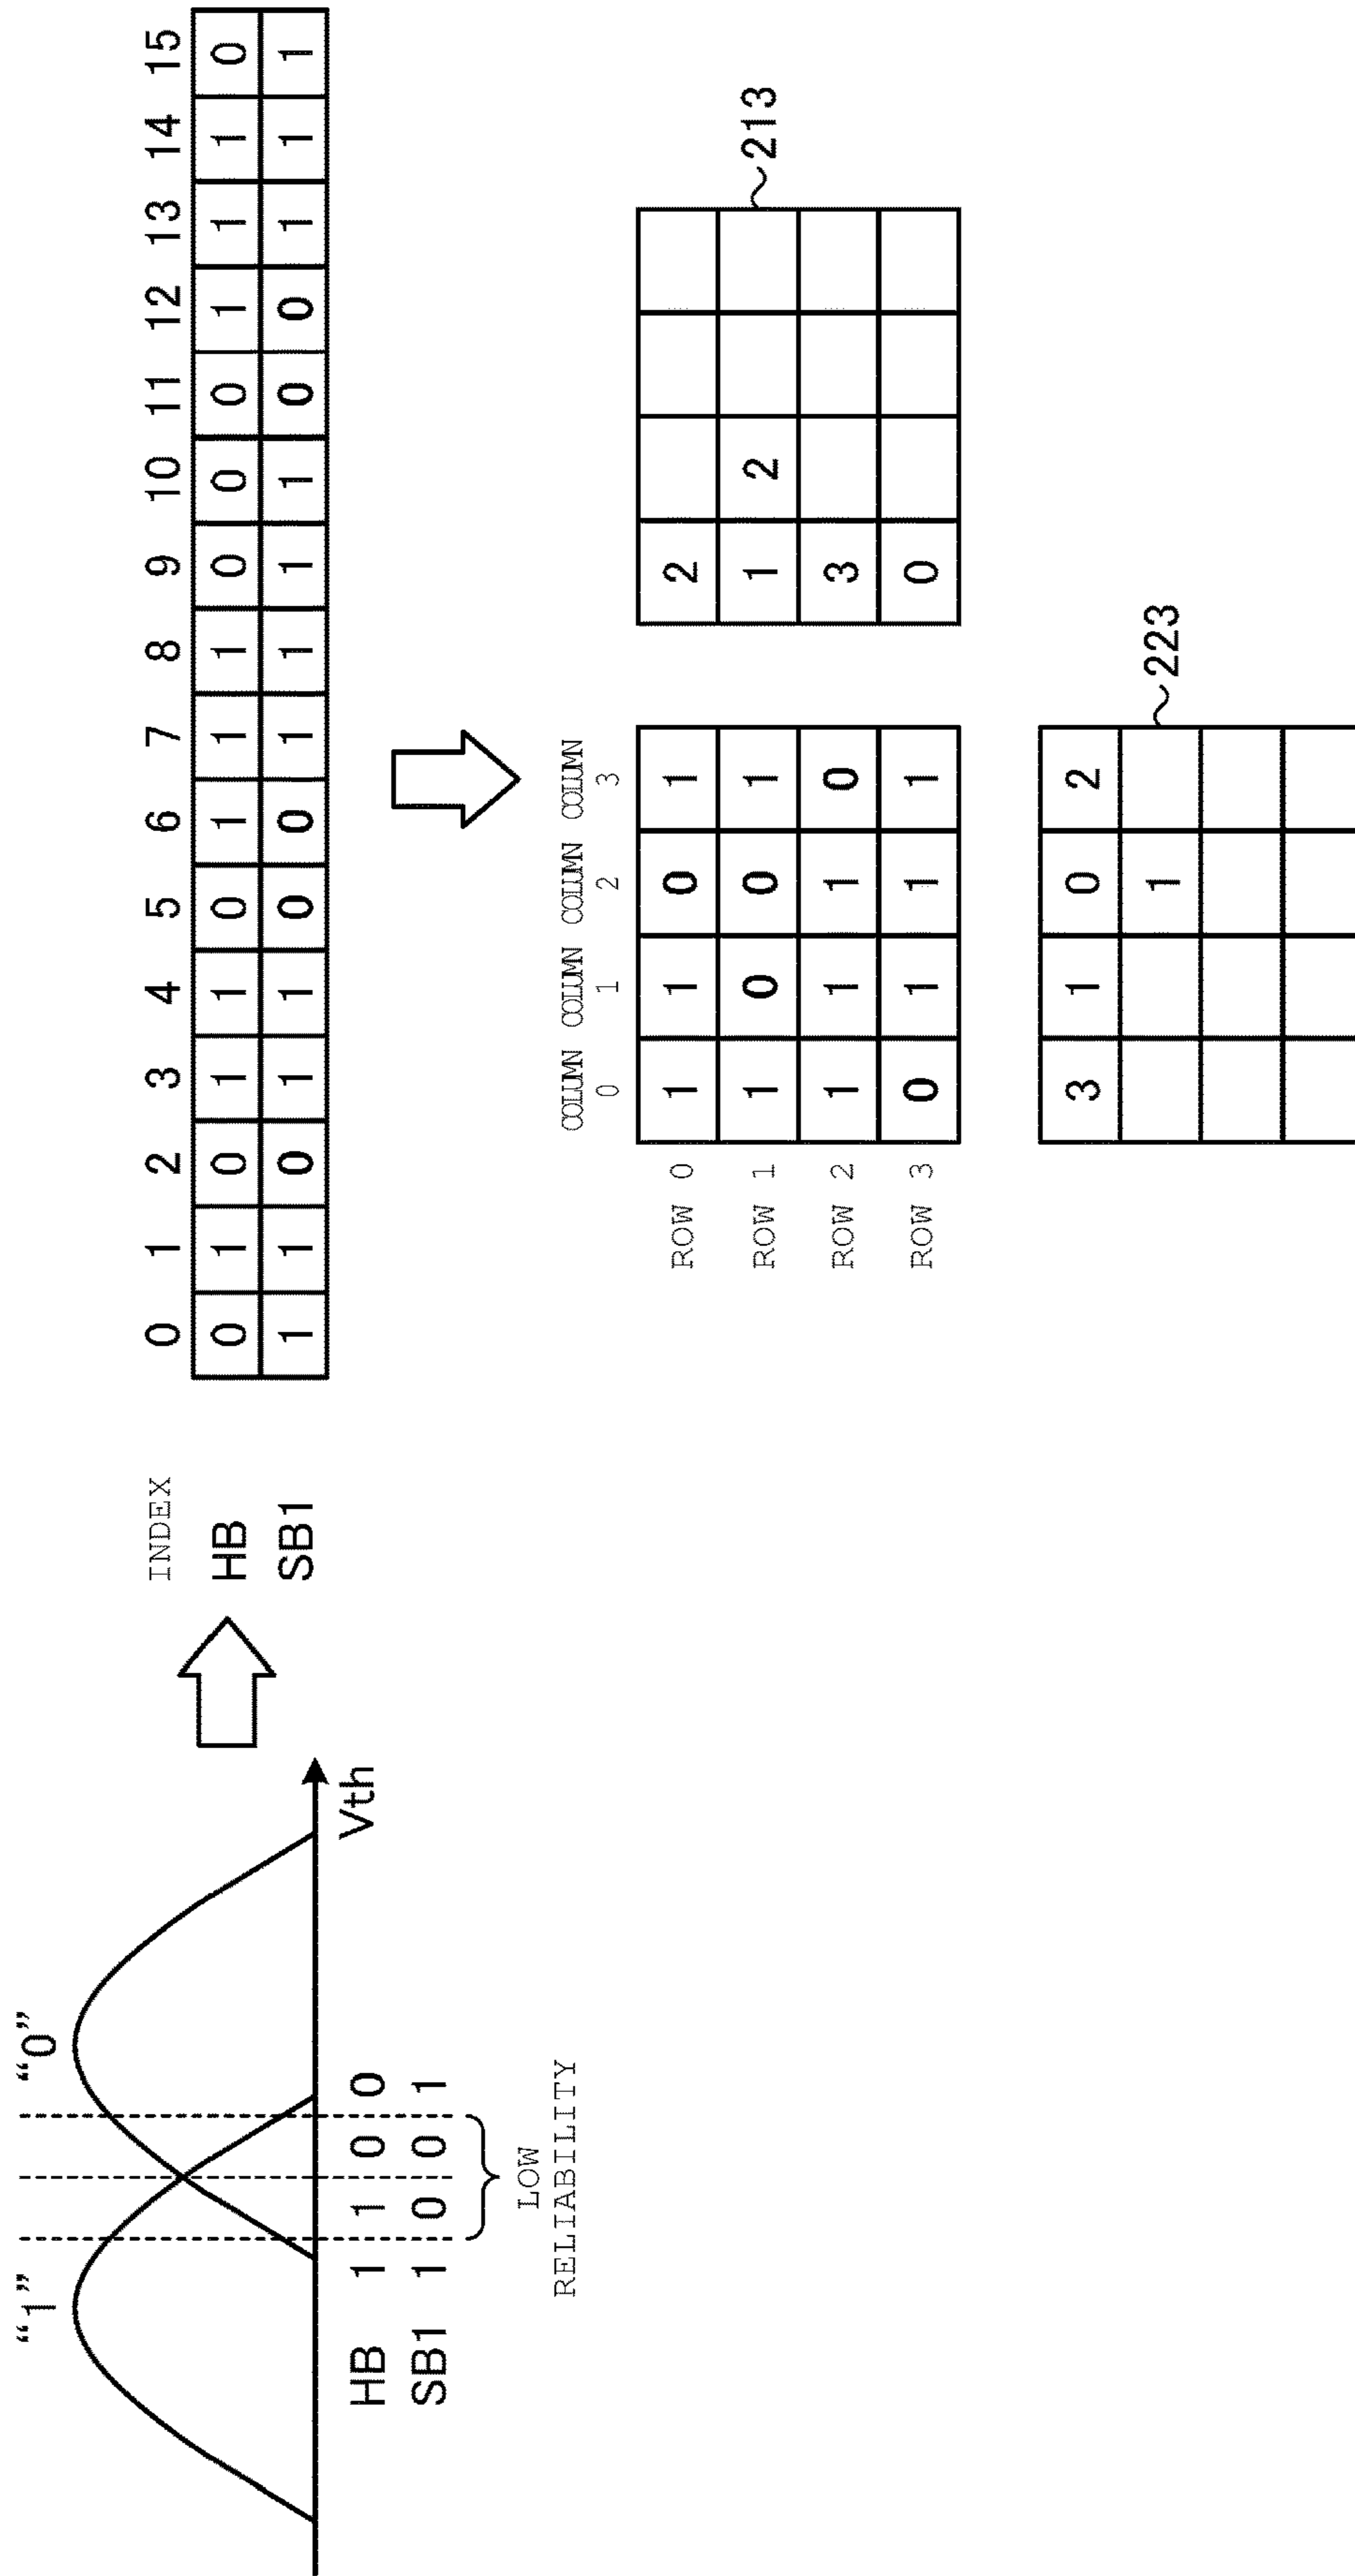 “1” “0”
Vth
HB 1 1 0 0
SB1 1 0 0 1
LOW
RELIABILITY
INDEX 0 1 2 3 4 5 6 7 8 9 10 11 12 13 14 15
HB 0 1 0 1 1 0 1 1 1 0 0 0 1 1 1 0
SB1 1 1 0 1 1 0 0 1 1 1 1 0 0 1 1 1
COLUMN COLUMN COLUMN COLUMN
0 1 2 3
ROW 0 1 1 0 1
ROW 1 1 0 0 1
ROW 2 1 1 1 0
ROW 3 0 1 1 1
2
1 2
3
0
213
3 1 0 2
1
223